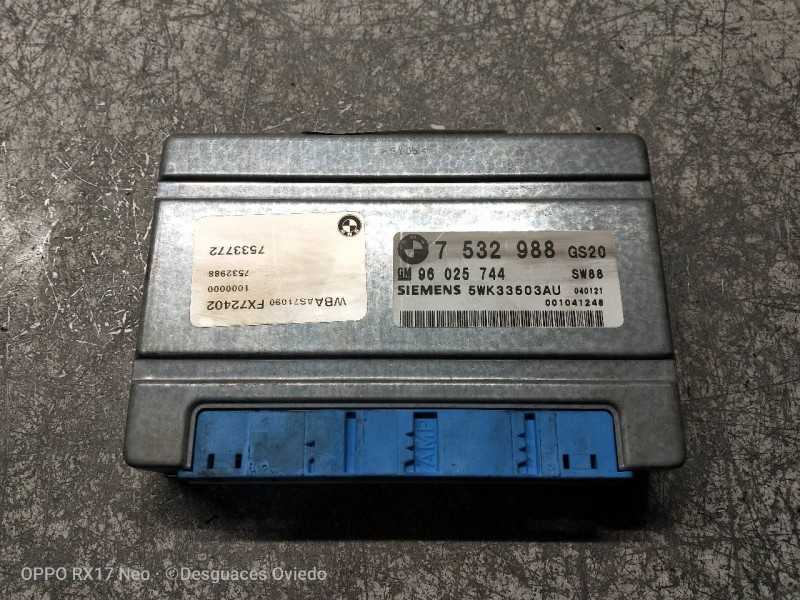 7 532 988 GS20
GM 96 025 744 SW88
SIEMENS 5WK33503AU 040121
001041248
WBAAS71090 FX72402
10000000
7532988
7533772
AMP
OPPO RX17 Neo · ©Desguaces Oviedo